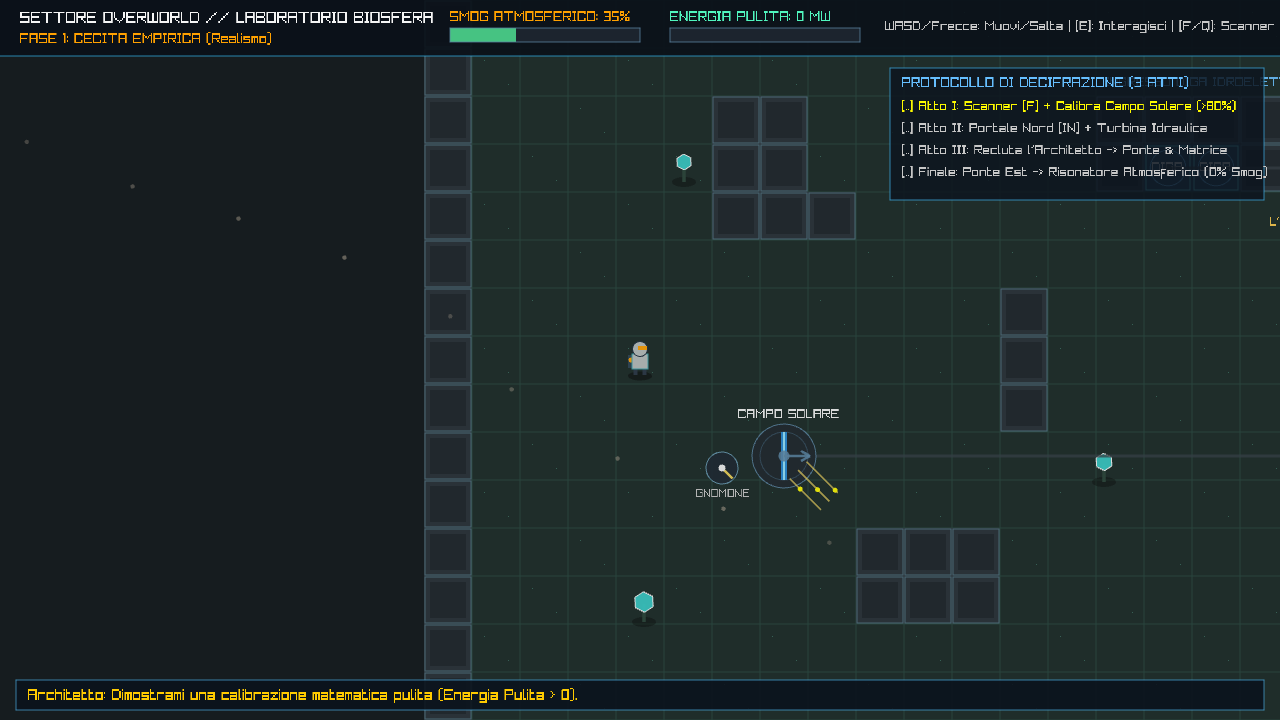 SETTORE OVERWORLD // LABORATORIO BIOSFERA
FASE 1: CECITA EMPIRICA (Realismo)
SMOG ATMOSFERICO: 35%
ENERGIA PULITA: 0 MW
WASD/Frecce: Muovi/Salta | [E]: Interagisci | [F/Q]: Scanner
PROTOCOLLO DI DECIFRAZIONE (3 ATTI)
[.] Atto I: Scanner [F] + Calibra Campo Solare (>80%)
[.] Atto II: Portale Nord [IN] + Turbina Idraulica
[.] Atto III: Recluta l'Architetto -> Ponte & Matrice
[.] Finale: Ponte Est -> Risonatore Atmosferico (0% Smog)
CAMPO SOLARE
GNOMONE
Architetto: Dimostrami una calibrazione matematica pulita (Energia Pulita > 0).